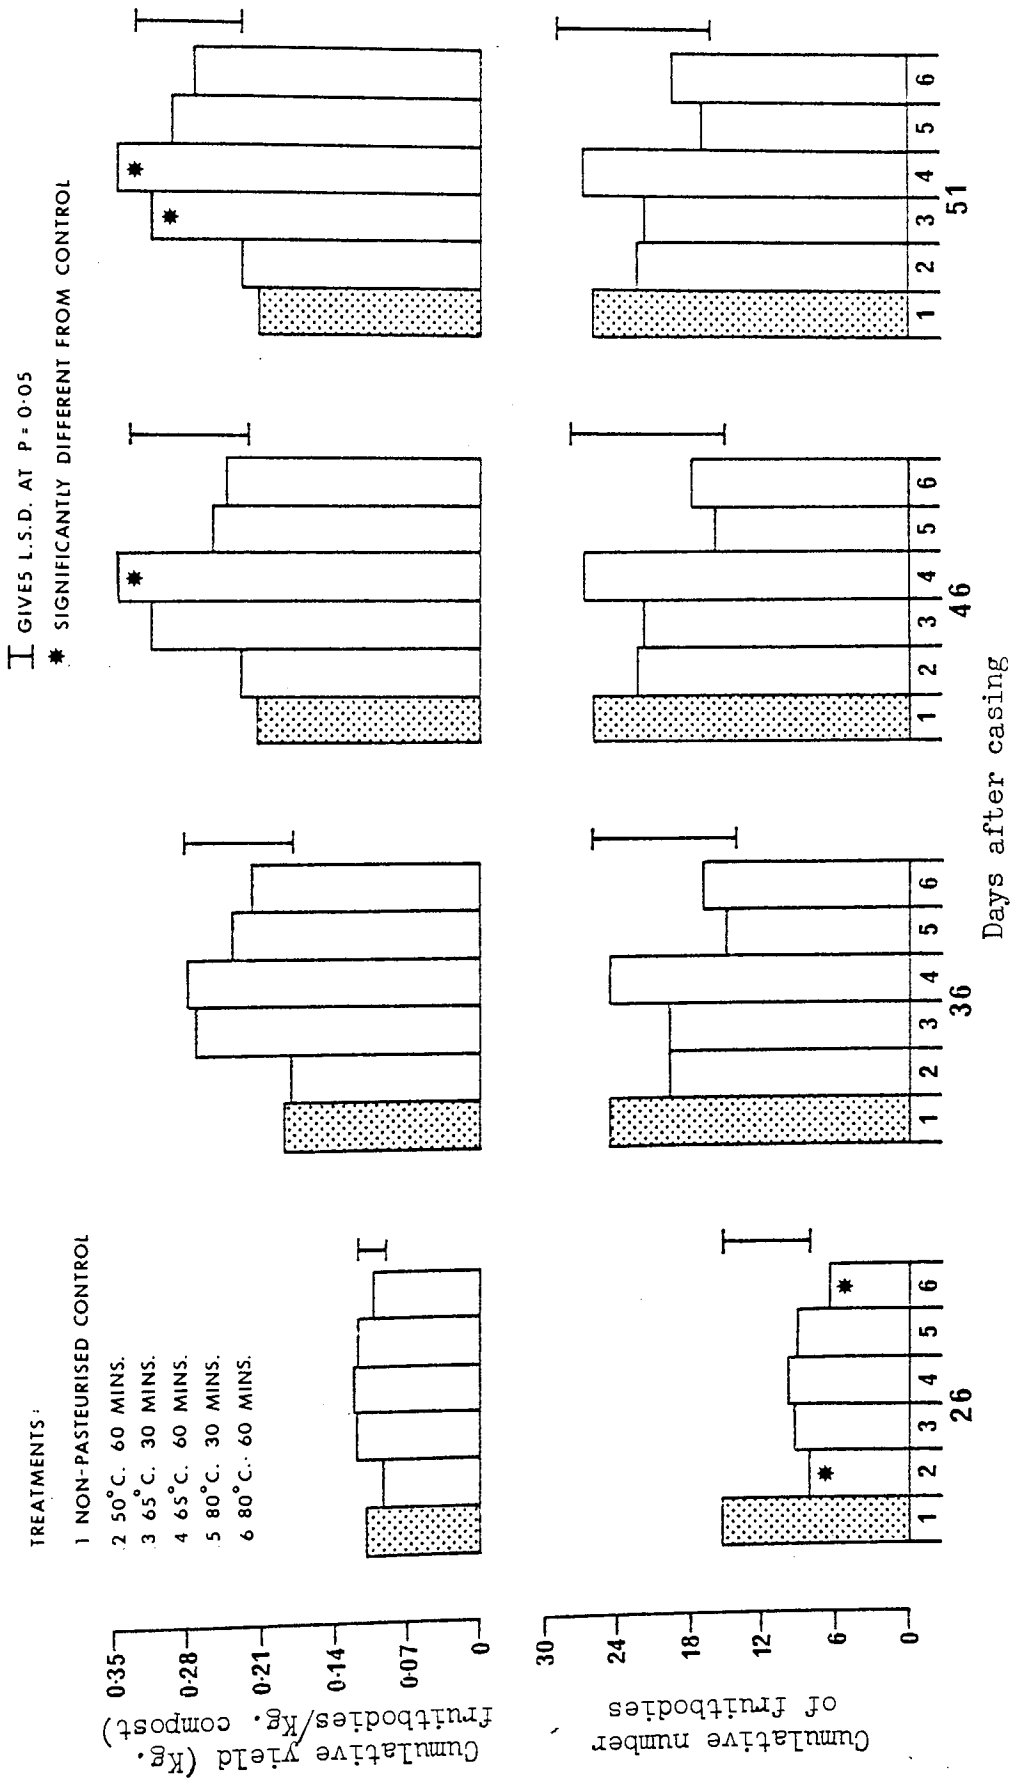 I GIVES L.S.D. AT P = 0·05
✷ SIGNIFICANTLY DIFFERENT FROM CONTROL
TREATMENTS:
1 NON-PASTEURISED CONTROL
2 50°C. 60 MINS.
3 65°C. 30 MINS.
4 65°C. 60 MINS.
5 80°C. 30 MINS.
6 80°C. 60 MINS.
Cumulative yield (Kg.
fruitbodies/Kg. compost)
0·35
0·28
0·21
0·14
0·07
0
✷
✷ ✷
Cumulative number
of fruitbodies
30
24
18
12
6
0
✷ ✷
1 2 3 4 5 6
1 2 3 4 5 6
1 2 3 4 5 6
1 2 3 4 5 6
26 36 46 51
Days after casing